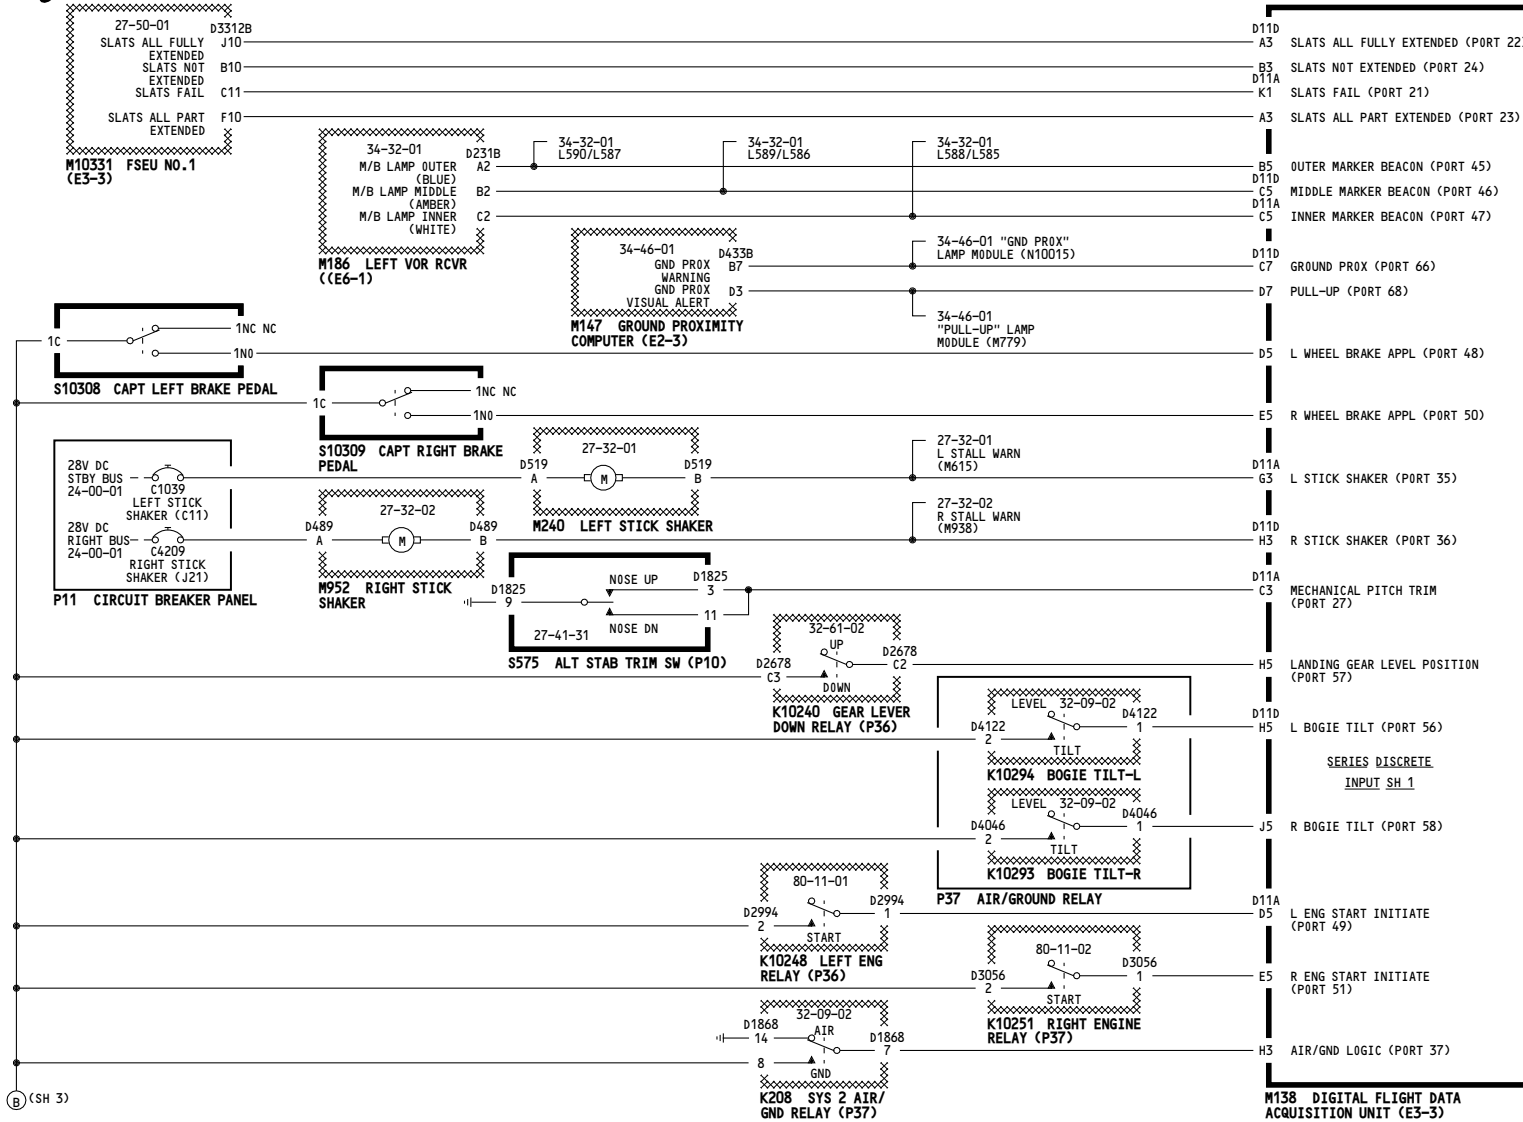 27-50-01
D3312B
SLATS ALL FULLY EXTENDED
J10
SLATS NOT EXTENDED
B10
SLATS FAIL
C11
SLATS ALL PART EXTENDED
F10
M10331 FSEU NO.1
(E3-3)
34-32-01
D231B
M/B LAMP OUTER
(BLUE)
A2
M/B LAMP MIDDLE
(AMBER)
B2
M/B LAMP INNER
(WHITE)
C2
M186 LEFT VOR RCVR
((E6-1)
34-32-01
L590/L587
34-32-01
L589/L586
34-32-01
L588/L585
34-46-01
D433B
GND PROX
WARNING
B7
GND PROX
VISUAL ALERT
D3
M147 GROUND PROXIMITY
COMPUTER (E2-3)
34-46-01 "GND PROX"
LAMP MODULE (N10015)
34-46-01
"PULL-UP" LAMP
MODULE (M779)
1C
1NC NC
1NO
S10308 CAPT LEFT BRAKE PEDAL
1C
1NC NC
1NO
S10309 CAPT RIGHT BRAKE
PEDAL
28V DC
STBY BUS
24-00-01
C1039
LEFT STICK
SHAKER (C11)
28V DC
RIGHT BUS
24-00-01
C4209
RIGHT STICK
SHAKER (J21)
P11 CIRCUIT BREAKER PANEL
27-32-01
D519
A
M
D519
B
M240 LEFT STICK SHAKER
27-32-01
L STALL WARN
(M615)
27-32-02
D489
A
M
D489
B
M952 RIGHT STICK
SHAKER
27-32-02
R STALL WARN
(M938)
D1825
9
NOSE UP
D1825
3
11
NOSE DN
27-41-31
S575 ALT STAB TRIM SW (P10)
32-61-02
UP
D2678
C3
D2678
C2
DOWN
K10240 GEAR LEVER
DOWN RELAY (P36)
LEVEL 32-09-02
D4122
2
D4122
1
TILT
K10294 BOGIE TILT-L
LEVEL 32-09-02
D4046
2
D4046
1
TILT
K10293 BOGIE TILT-R
P37 AIR/GROUND RELAY
80-11-01
D2994
2
D2994
1
START
K10248 LEFT ENG
RELAY (P36)
80-11-02
D3056
2
D3056
1
START
K10251 RIGHT ENGINE
RELAY (P37)
32-09-02
D1868
14
AIR
D1868
7
8
GND
K208 SYS 2 AIR/
GND RELAY (P37)
B (SH 3)
D11D
A3 SLATS ALL FULLY EXTENDED (PORT 22
B3 SLATS NOT EXTENDED (PORT 24)
D11A
K1 SLATS FAIL (PORT 21)
A3 SLATS ALL PART EXTENDED (PORT 23)
B5 OUTER MARKER BEACON (PORT 45)
D11D
C5 MIDDLE MARKER BEACON (PORT 46)
D11A
C5 INNER MARKER BEACON (PORT 47)
D11D
C7 GROUND PROX (PORT 66)
D7 PULL-UP (PORT 68)
D5 L WHEEL BRAKE APPL (PORT 48)
E5 R WHEEL BRAKE APPL (PORT 50)
D11A
G3 L STICK SHAKER (PORT 35)
D11D
H3 R STICK SHAKER (PORT 36)
D11A
C3 MECHANICAL PITCH TRIM
(PORT 27)
H5 LANDING GEAR LEVEL POSITION
(PORT 57)
D11D
H5 L BOGIE TILT (PORT 56)
SERIES DISCRETE
INPUT SH 1
J5 R BOGIE TILT (PORT 58)
D11A
D5 L ENG START INITIATE
(PORT 49)
E5 R ENG START INITIATE
(PORT 51)
H3 AIR/GND LOGIC (PORT 37)
M138 DIGITAL FLIGHT DATA
ACQUISITION UNIT (E3-3)